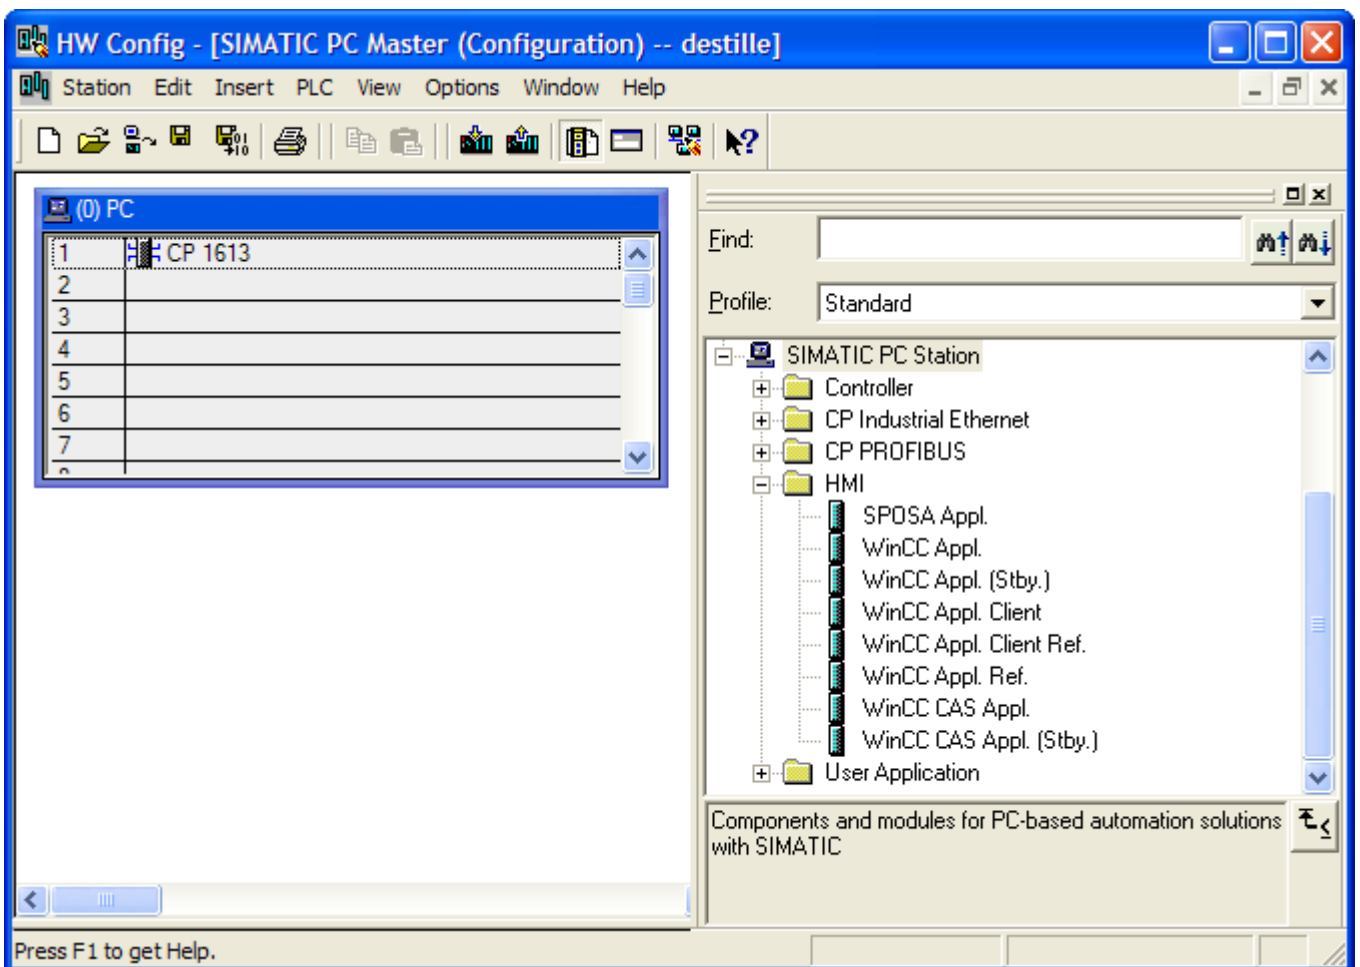 HW Config - [SIMATIC PC Master (Configuration) -- destille]
Station Edit Insert PLC View Options Window Help
(0) PC
1 CP 1613
2
3
4
5
6
7
Find:
Profile: Standard
SIMATIC PC Station
Controller
CP Industrial Ethernet
CP PROFIBUS
HMI
SPOSA Appl.
WinCC Appl.
WinCC Appl. (Stby.)
WinCC Appl. Client
WinCC Appl. Client Ref.
WinCC Appl. Ref.
WinCC CAS Appl.
WinCC CAS Appl. (Stby.)
User Application
Components and modules for PC-based automation solutions
with SIMATIC
Press F1 to get Help.